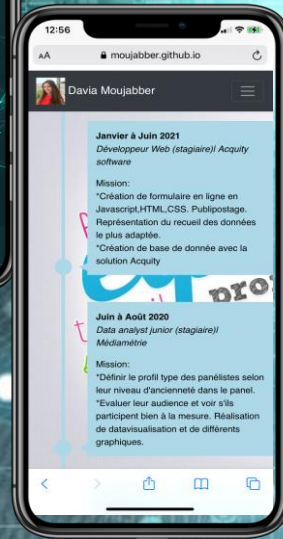 12:56
AA moujabber.github.io
Davia Moujabber
Janvier à Juin 2021
Développeur Web (stagiaire)I Acquity
software
Mission:
*Création de formulaire en ligne en
Javascript,HTML,CSS. Publipostage.
Représentation du recueil des données
le plus adaptée.
*Création de base de donnée avec la
solution Acquity
pro
Juin à Août 2020
Data analyst junior (stagiaire)I
Médiamétrie
Mission:
*Définir le profil type des panélistes selon
leur niveau d'ancienneté dans le panel.
*Evaluer leur audience et voir s'ils
participent bien à la mesure. Réalisation
de datavisualisation et de différents
graphiques.